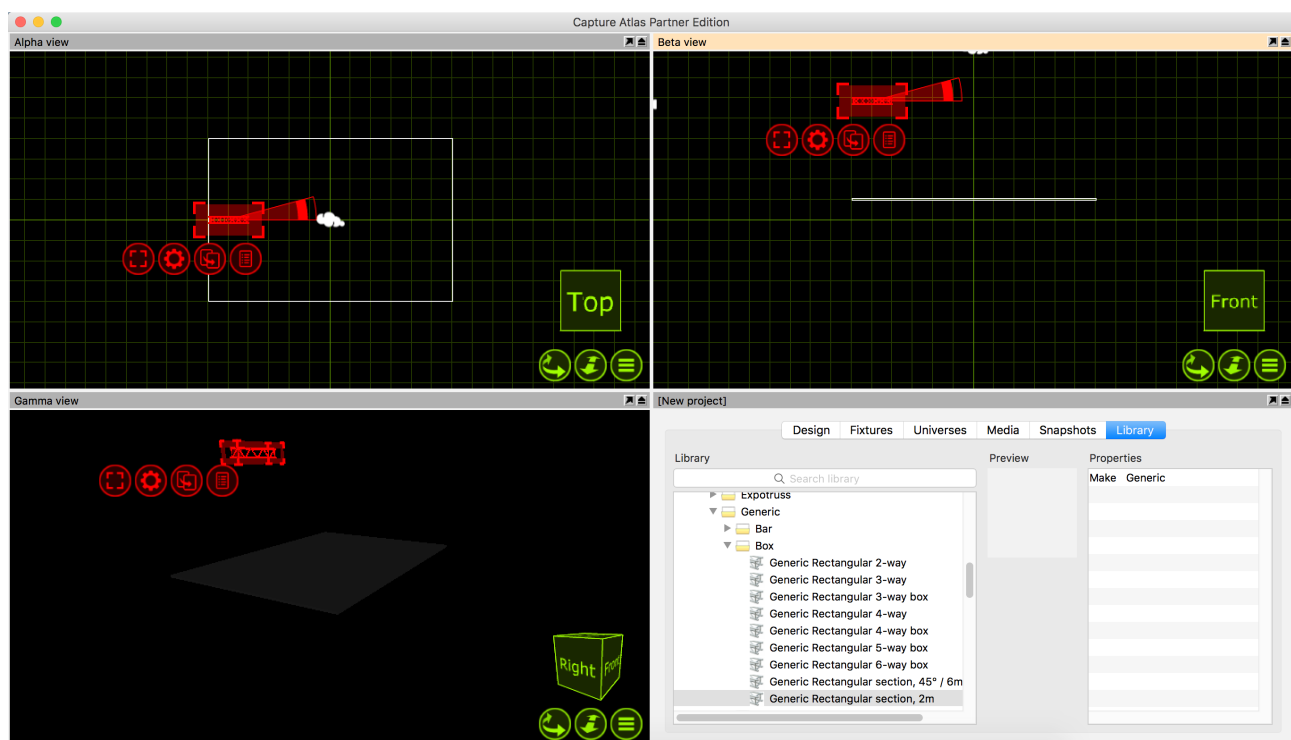 Capture Atlas Partner Edition
Alpha view
Beta view
Top
Front
Gamma view
[New project]
Design Fixtures Universes Media Snapshots Library
Library
Preview
Properties
Search library
Make Generic
Expotruss
Generic
Bar
Box
Generic Rectangular 2-way
Generic Rectangular 3-way
Generic Rectangular 3-way box
Generic Rectangular 4-way
Generic Rectangular 4-way box
Generic Rectangular 5-way box
Generic Rectangular 6-way box
Generic Rectangular section, 45° / 6m
Generic Rectangular section, 2m
Right
Front